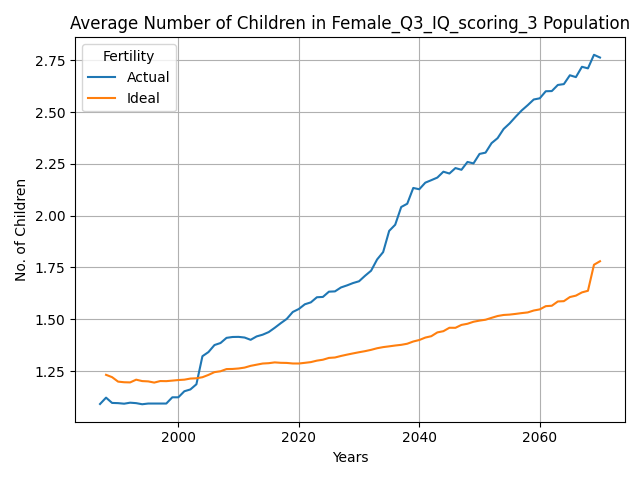 Average Number of Children in Female_Q3_IQ_scoring_3 Population
Fertility
Actual
Ideal
2.75
2.50
2.25
2.00
1.75
1.50
1.25
No. of Children
2000
2020
2040
2060
Years